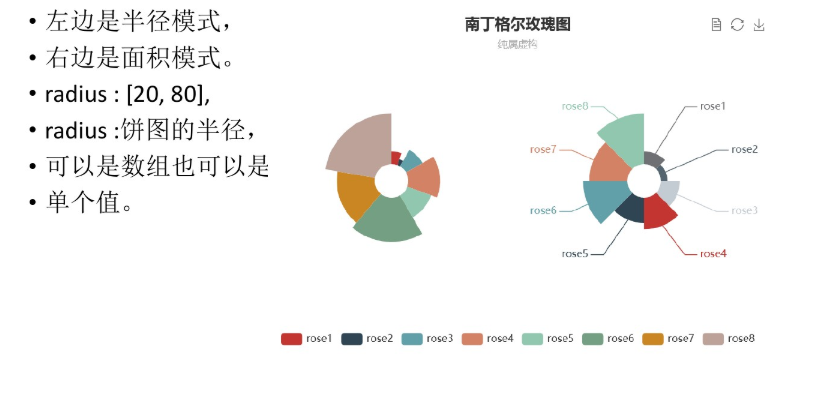 • 左边是半径模式，
• 右边是面积模式。
• radius : [20, 80],
• radius :饼图的半径，
• 可以是数组也可以是
• 单个值。
南丁格尔玫瑰图
纯属虚构
rose8
rose1
rose7
rose2
rose6
rose3
rose5
rose4
rose1 rose2 rose3 rose4 rose5 rose6 rose7 rose8